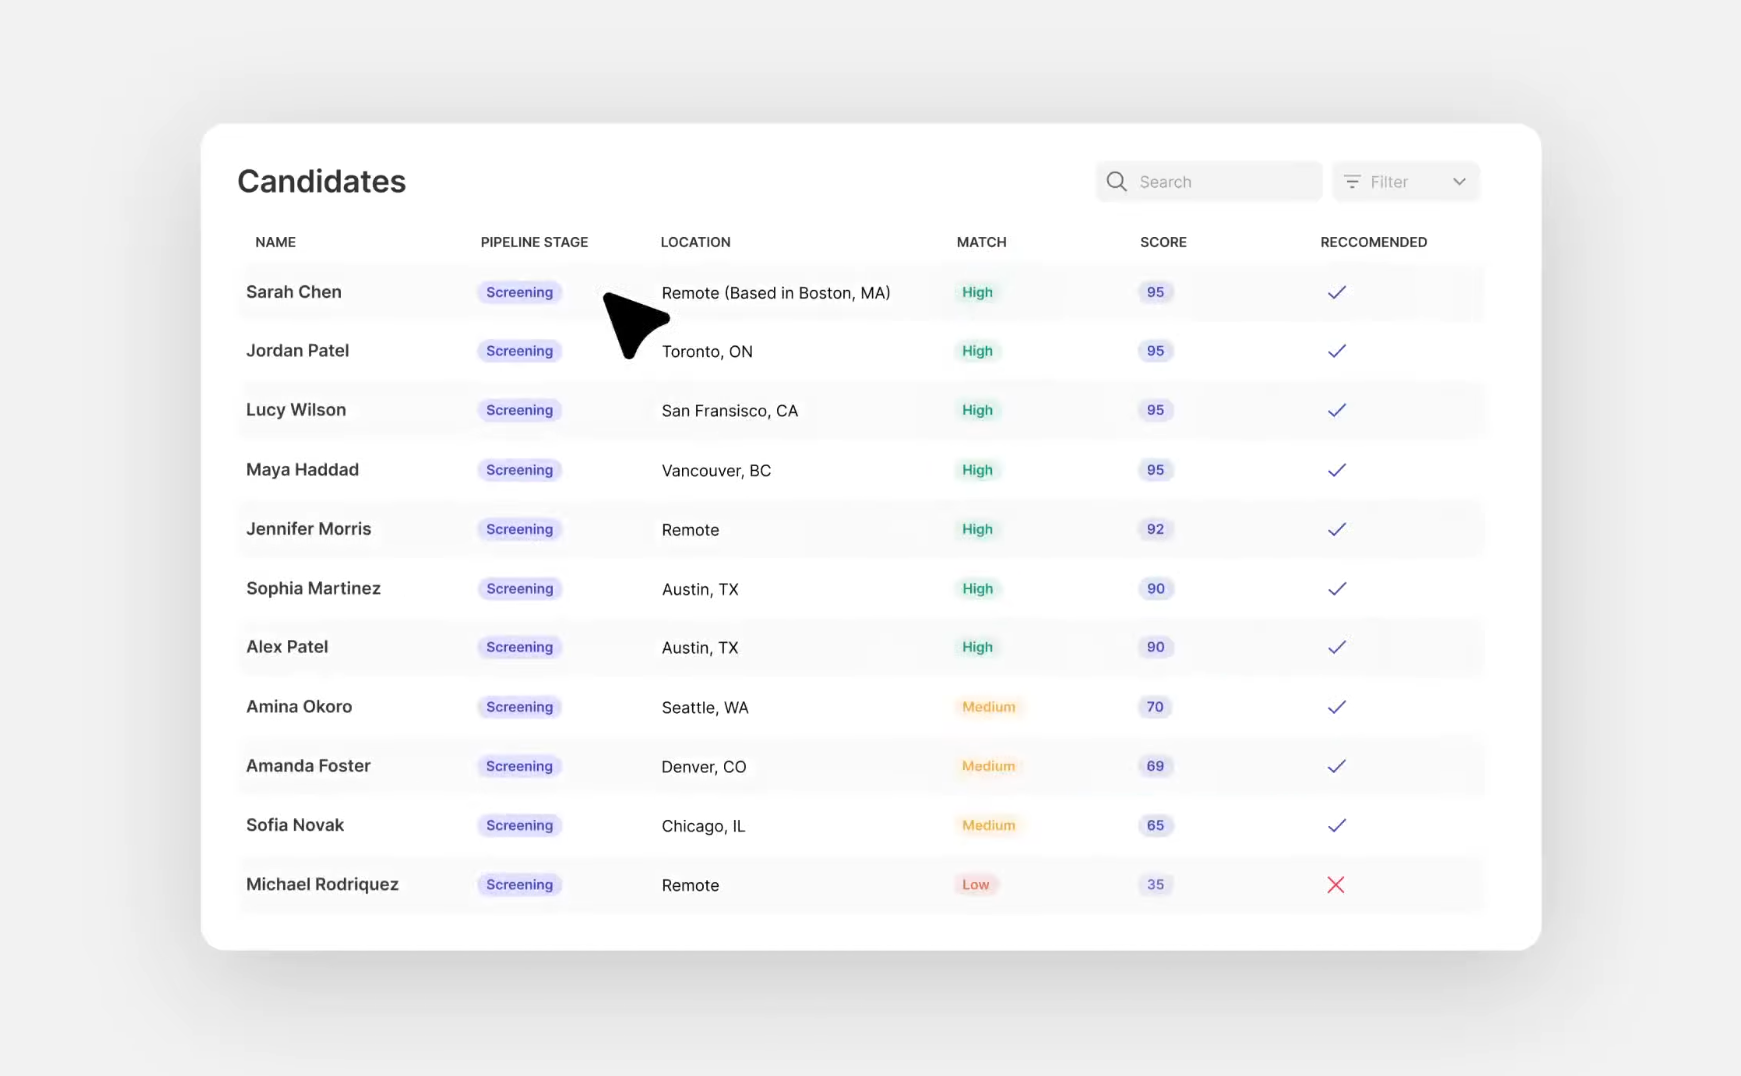 Candidates
Search
Filter
NAME PIPELINE STAGE LOCATION MATCH SCORE RECCOMENDED
Sarah Chen Screening Remote (Based in Boston, MA) High 95
Jordan Patel Screening Toronto, ON High 95
Lucy Wilson Screening San Fransisco, CA High 95
Maya Haddad Screening Vancouver, BC High 95
Jennifer Morris Screening Remote High 92
Sophia Martinez Screening Austin, TX High 90
Alex Patel Screening Austin, TX High 90
Amina Okoro Screening Seattle, WA Medium 70
Amanda Foster Screening Denver, CO Medium 69
Sofia Novak Screening Chicago, IL Medium 65
Michael Rodriquez Screening Remote Low 35